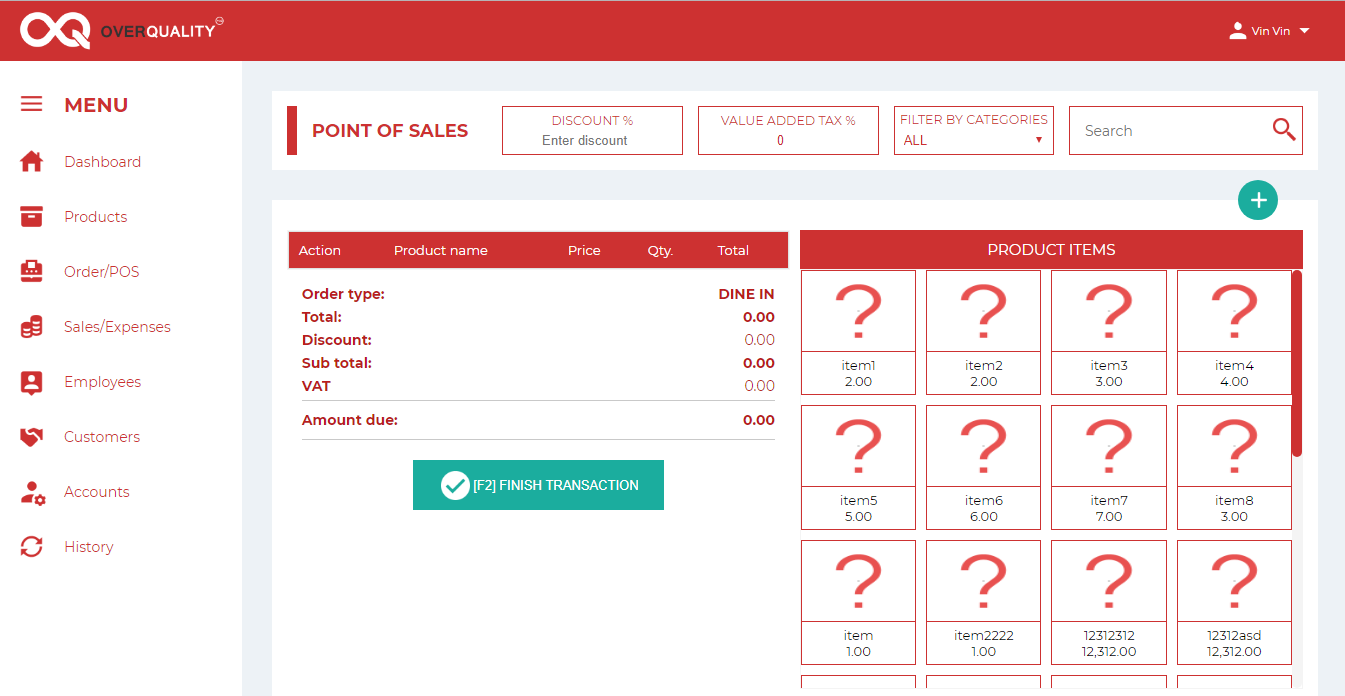 OVERQUALITY
Vin Vin
MENU
Dashboard
Products
Order/POS
Sales/Expenses
Employees
Customers
Accounts
History
POINT OF SALES
DISCOUNT %
Enter discount
VALUE ADDED TAX %
0
FILTER BY CATEGORIES
ALL
Search
Action Product name Price Qty. Total
Order type: DINE IN
Total: 0.00
Discount: 0.00
Sub total: 0.00
VAT 0.00
Amount due: 0.00
[F2] FINISH TRANSACTION
PRODUCT ITEMS
? ? ? ?
item1 item2 item3 item4
2.00 2.00 3.00 4.00
? ? ? ?
item5 item6 item7 item8
5.00 6.00 7.00 3.00
? ? ? ?
item item2222 12312312 12312asd
1.00 1.00 12,312.00 12,312.00